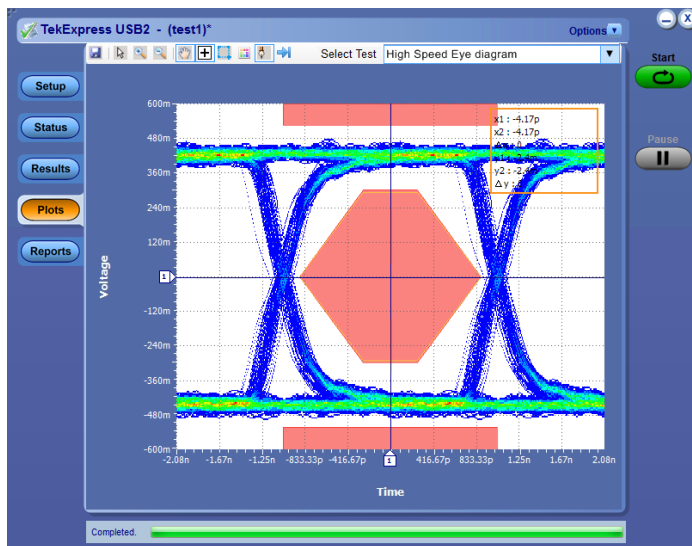 TekExpress USB2 - (test1)*
Options
Start
Pause
Select Test
High Speed Eye diagram
Setup
Status
Results
Plots
Reports
Voltage
600m
480m
360m
240m
120m
-120m
-240m
-360m
-480m
-600m
x1 : -4.17p
x2 : -4.17p
y2 : -2.4
Δ y :
1
-2.08n -1.67n -1.25n -833.33p -416.67p 416.67p 833.33p 1.25n 1.67n 2.08n
1
Time
Completed.